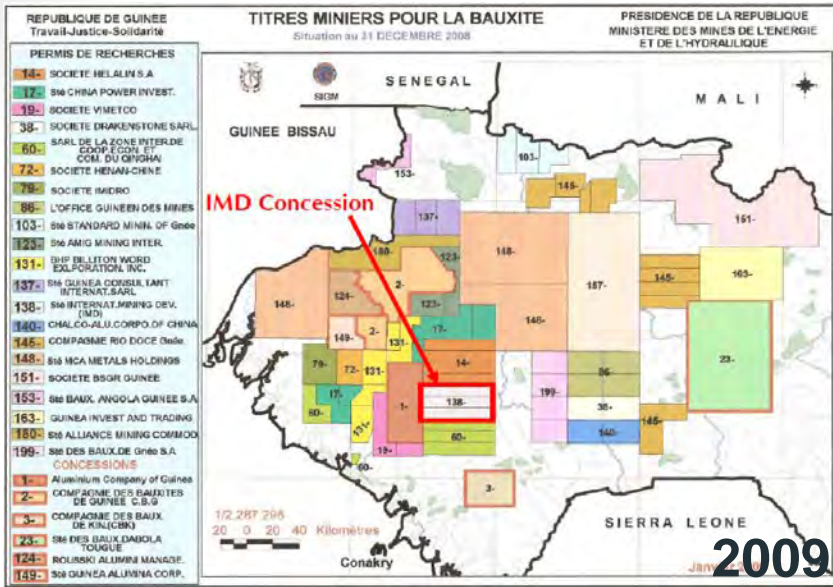 REPUBLIQUE DE GUINEE
Travail-Justice-Solidarité
TITRES MINIERS POUR LA BAUXITE
Situation au 31 DECEMBRE 2008
PRESIDENCE DE LA REPUBLIQUE
MINISTERE DES MINES DE L'ENERGIE
ET DE L'HYDRAULIQUE
PERMIS DE RECHERCHES
14- SOCIETE HELALIN S.A
17- Sté CHINA POWER INVEST.
19- SOCIETE VIMETCO
38- SOCIETE DRAKENSTONE SARL.
60- SARL DE LA ZONE INTER.DE
COOP.ECON. ET
COM. DU QINGHAI
72- SOCIETE HENAN-CHINE
79- SOCIETE IMIDRO
86- L'OFFICE GUINEEN DES MINES
103- Sté STANDARD MININ. OF Gnée
125- Sté AMIG MINING INTER.
131- BHP BILLITON WORD
EXLPORATION. INC.
137- Sté GUINEA CONSULTANT
INTERNAT.SARL
138- Sté INTERNAT.MINING DEV.
(IMD)
140- CHALCO-ALU.CORPO.OF CHINA
145- COMPAGNIE RIO DOCE Gnée.
148- Sté MCA METALS HOLDINGS
151- SOCIETE BSGR GUINEE
153- Sté BAUX. ANGOLA GUINEE S.A
163- GUINEA INVEST AND TRADING
180- Sté ALLIANCE MINING COMMOD
199- Sté DES BAUX.DE Gnée S.A
CONCESSIONS
1- Aluminium Company of Guinea
2- COMPAGNIE DES BAUXITES
DE GUINEE C.B.G
3- COMPAGNIE DES BAUX.
DE KIN.(CBK)
23- Sté DES BAUX.DABOLA
TOUGUE
124- ROUSSKI ALUMINI MANAGE.
149- Sté GUINEA ALUMINA CORP.
SIGM
SENEGAL
MALI
GUINEE BISSAU
153-
103-
145-
IMD Concession
137-
151-
180-
123-
148-
2-
157-
145-
163-
148-
124-
123-
149-
2-
131-
17-
148-
23-
79-
72-
131-
14-
86-
199-
17-
1-
138-
38-
60-
131-
145-
19-
60-
140-
60-
3-
1/2 287 296
20 0 20 40 Kilomètres
SIERRA LEONE
Conakry
2009